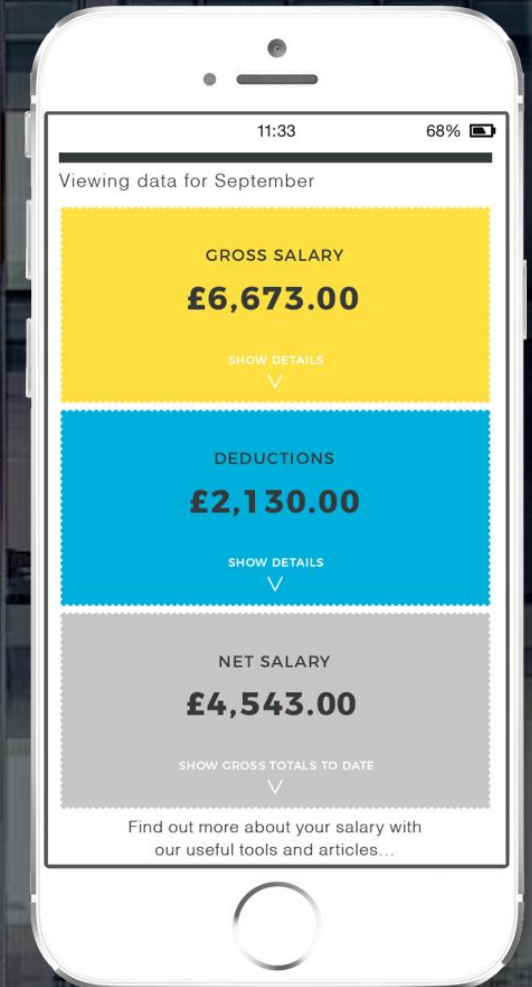 11:33 68%
Viewing data for September
GROSS SALARY
£6,673.00
SHOW DETAILS
DEDUCTIONS
£2,130.00
SHOW DETAILS
NET SALARY
£4,543.00
SHOW GROSS TOTALS TO DATE
Find out more about your salary with
our useful tools and articles...